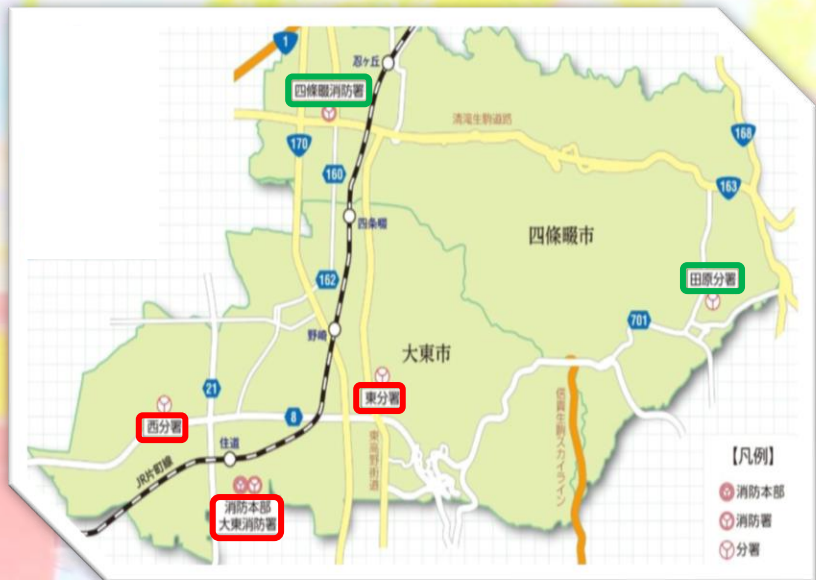 1
忍ヶ丘
四條畷消防署
清滝生駒道路
168
170
160
163
四条畷
四條畷市
田原分署
162
701
野崎
大東市
21
東分署
8
西分署
住道
東高野街道
信貴生駒スカイライン
JR片町線
消防本部
大東消防署
【凡例】
消防本部
消防署
分署